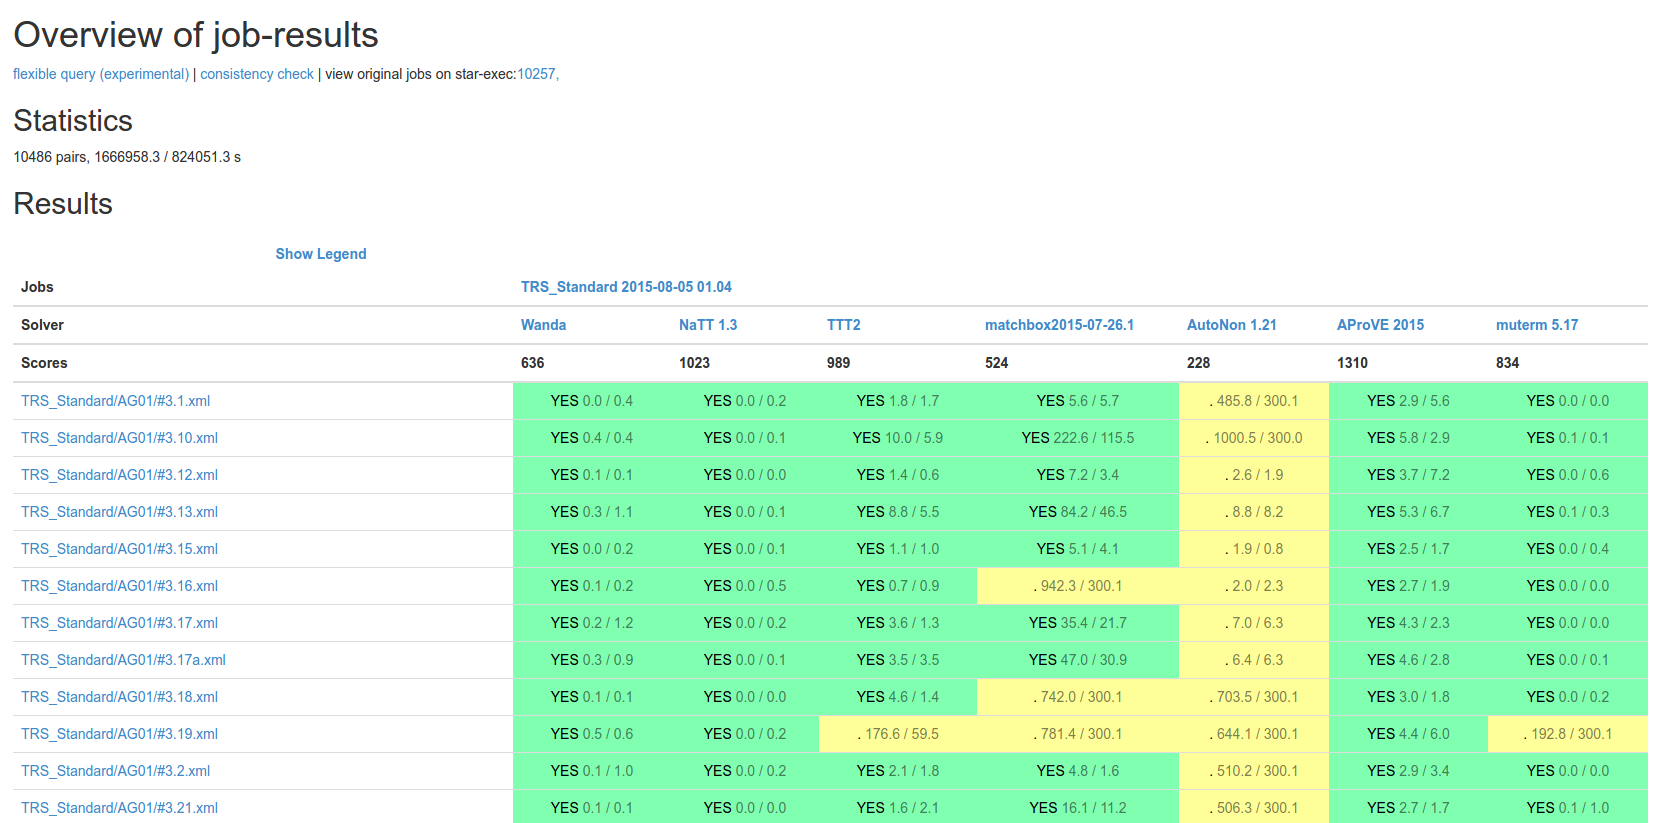 Overview of job-results
flexible query (experimental) | consistency check | view original jobs on star-exec:10257,
Statistics
10486 pairs, 1666958.3 / 824051.3 s
Results
Show Legend
Jobs TRS_Standard 2015-08-05 01.04
Solver Wanda NaTT 1.3 TTT2 matchbox2015-07-26.1 AutoNon 1.21 AProVE 2015 muterm 5.17
Scores 636 1023 989 524 228 1310 834
TRS_Standard/AG01/#3.1.xml YES 0.0 / 0.4 YES 0.0 / 0.2 YES 1.8 / 1.7 YES 5.6 / 5.7 . 485.8 / 300.1 YES 2.9 / 5.6 YES 0.0 / 0.0
TRS_Standard/AG01/#3.10.xml YES 0.4 / 0.4 YES 0.0 / 0.1 YES 10.0 / 5.9 YES 222.6 / 115.5 . 1000.5 / 300.0 YES 5.8 / 2.9 YES 0.1 / 0.1
TRS_Standard/AG01/#3.12.xml YES 0.1 / 0.1 YES 0.0 / 0.0 YES 1.4 / 0.6 YES 7.2 / 3.4 . 2.6 / 1.9 YES 3.7 / 7.2 YES 0.0 / 0.6
TRS_Standard/AG01/#3.13.xml YES 0.3 / 1.1 YES 0.0 / 0.1 YES 8.8 / 5.5 YES 84.2 / 46.5 . 8.8 / 8.2 YES 5.3 / 6.7 YES 0.1 / 0.3
TRS_Standard/AG01/#3.15.xml YES 0.0 / 0.2 YES 0.0 / 0.1 YES 1.1 / 1.0 YES 5.1 / 4.1 . 1.9 / 0.8 YES 2.5 / 1.7 YES 0.0 / 0.4
TRS_Standard/AG01/#3.16.xml YES 0.1 / 0.2 YES 0.0 / 0.5 YES 0.7 / 0.9 . 942.3 / 300.1 . 2.0 / 2.3 YES 2.7 / 1.9 YES 0.0 / 0.0
TRS_Standard/AG01/#3.17.xml YES 0.2 / 1.2 YES 0.0 / 0.2 YES 3.6 / 1.3 YES 35.4 / 21.7 . 7.0 / 6.3 YES 4.3 / 2.3 YES 0.0 / 0.0
TRS_Standard/AG01/#3.17a.xml YES 0.3 / 0.9 YES 0.0 / 0.1 YES 3.5 / 3.5 YES 47.0 / 30.9 . 6.4 / 6.3 YES 4.6 / 2.8 YES 0.0 / 0.1
TRS_Standard/AG01/#3.18.xml YES 0.1 / 0.1 YES 0.0 / 0.0 YES 4.6 / 1.4 . 742.0 / 300.1 . 703.5 / 300.1 YES 3.0 / 1.8 YES 0.0 / 0.2
TRS_Standard/AG01/#3.19.xml YES 0.5 / 0.6 YES 0.0 / 0.2 . 176.6 / 59.5 . 781.4 / 300.1 . 644.1 / 300.1 YES 4.4 / 6.0 . 192.8 / 300.1
TRS_Standard/AG01/#3.2.xml YES 0.1 / 1.0 YES 0.0 / 0.2 YES 2.1 / 1.8 YES 4.8 / 1.6 . 510.2 / 300.1 YES 2.9 / 3.4 YES 0.0 / 0.0
TRS_Standard/AG01/#3.21.xml YES 0.1 / 0.1 YES 0.0 / 0.0 YES 1.6 / 2.1 YES 16.1 / 11.2 . 506.3 / 300.1 YES 2.7 / 1.7 YES 0.1 / 1.0